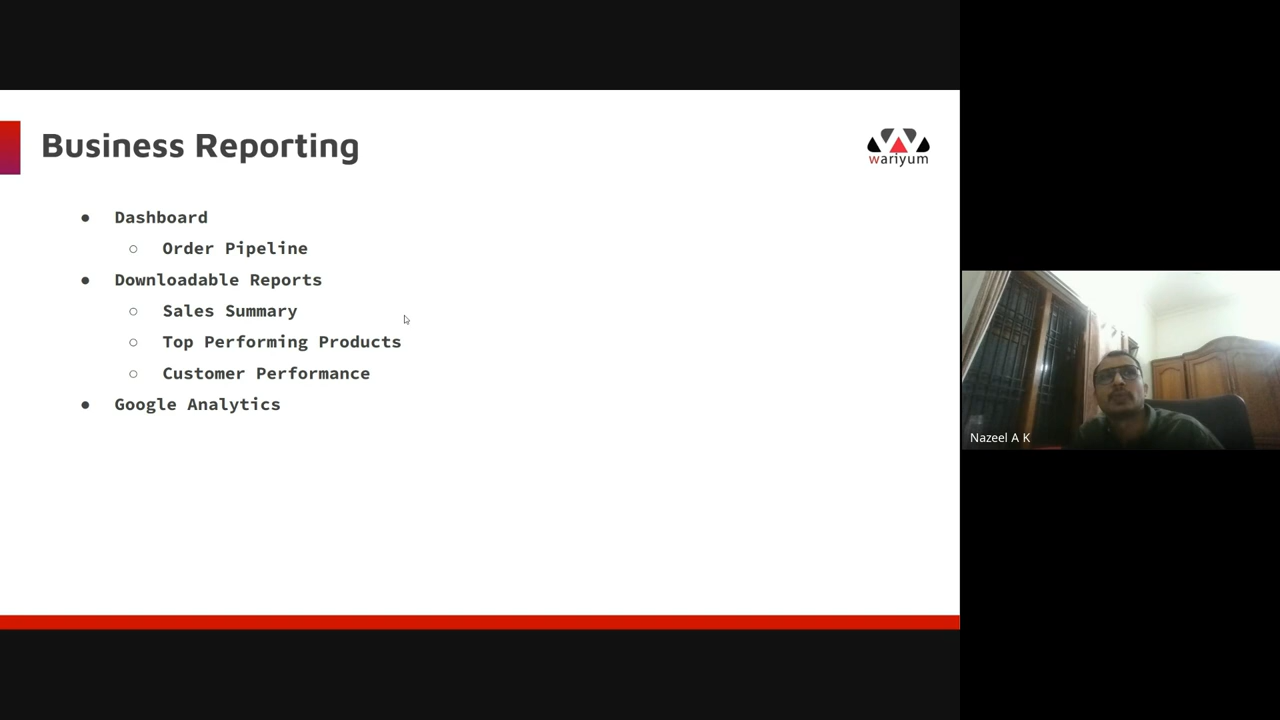 Business Reporting
wariyum
● Dashboard
○ Order Pipeline
● Downloadable Reports
○ Sales Summary
○ Top Performing Products
○ Customer Performance
● Google Analytics
Nazeel A K